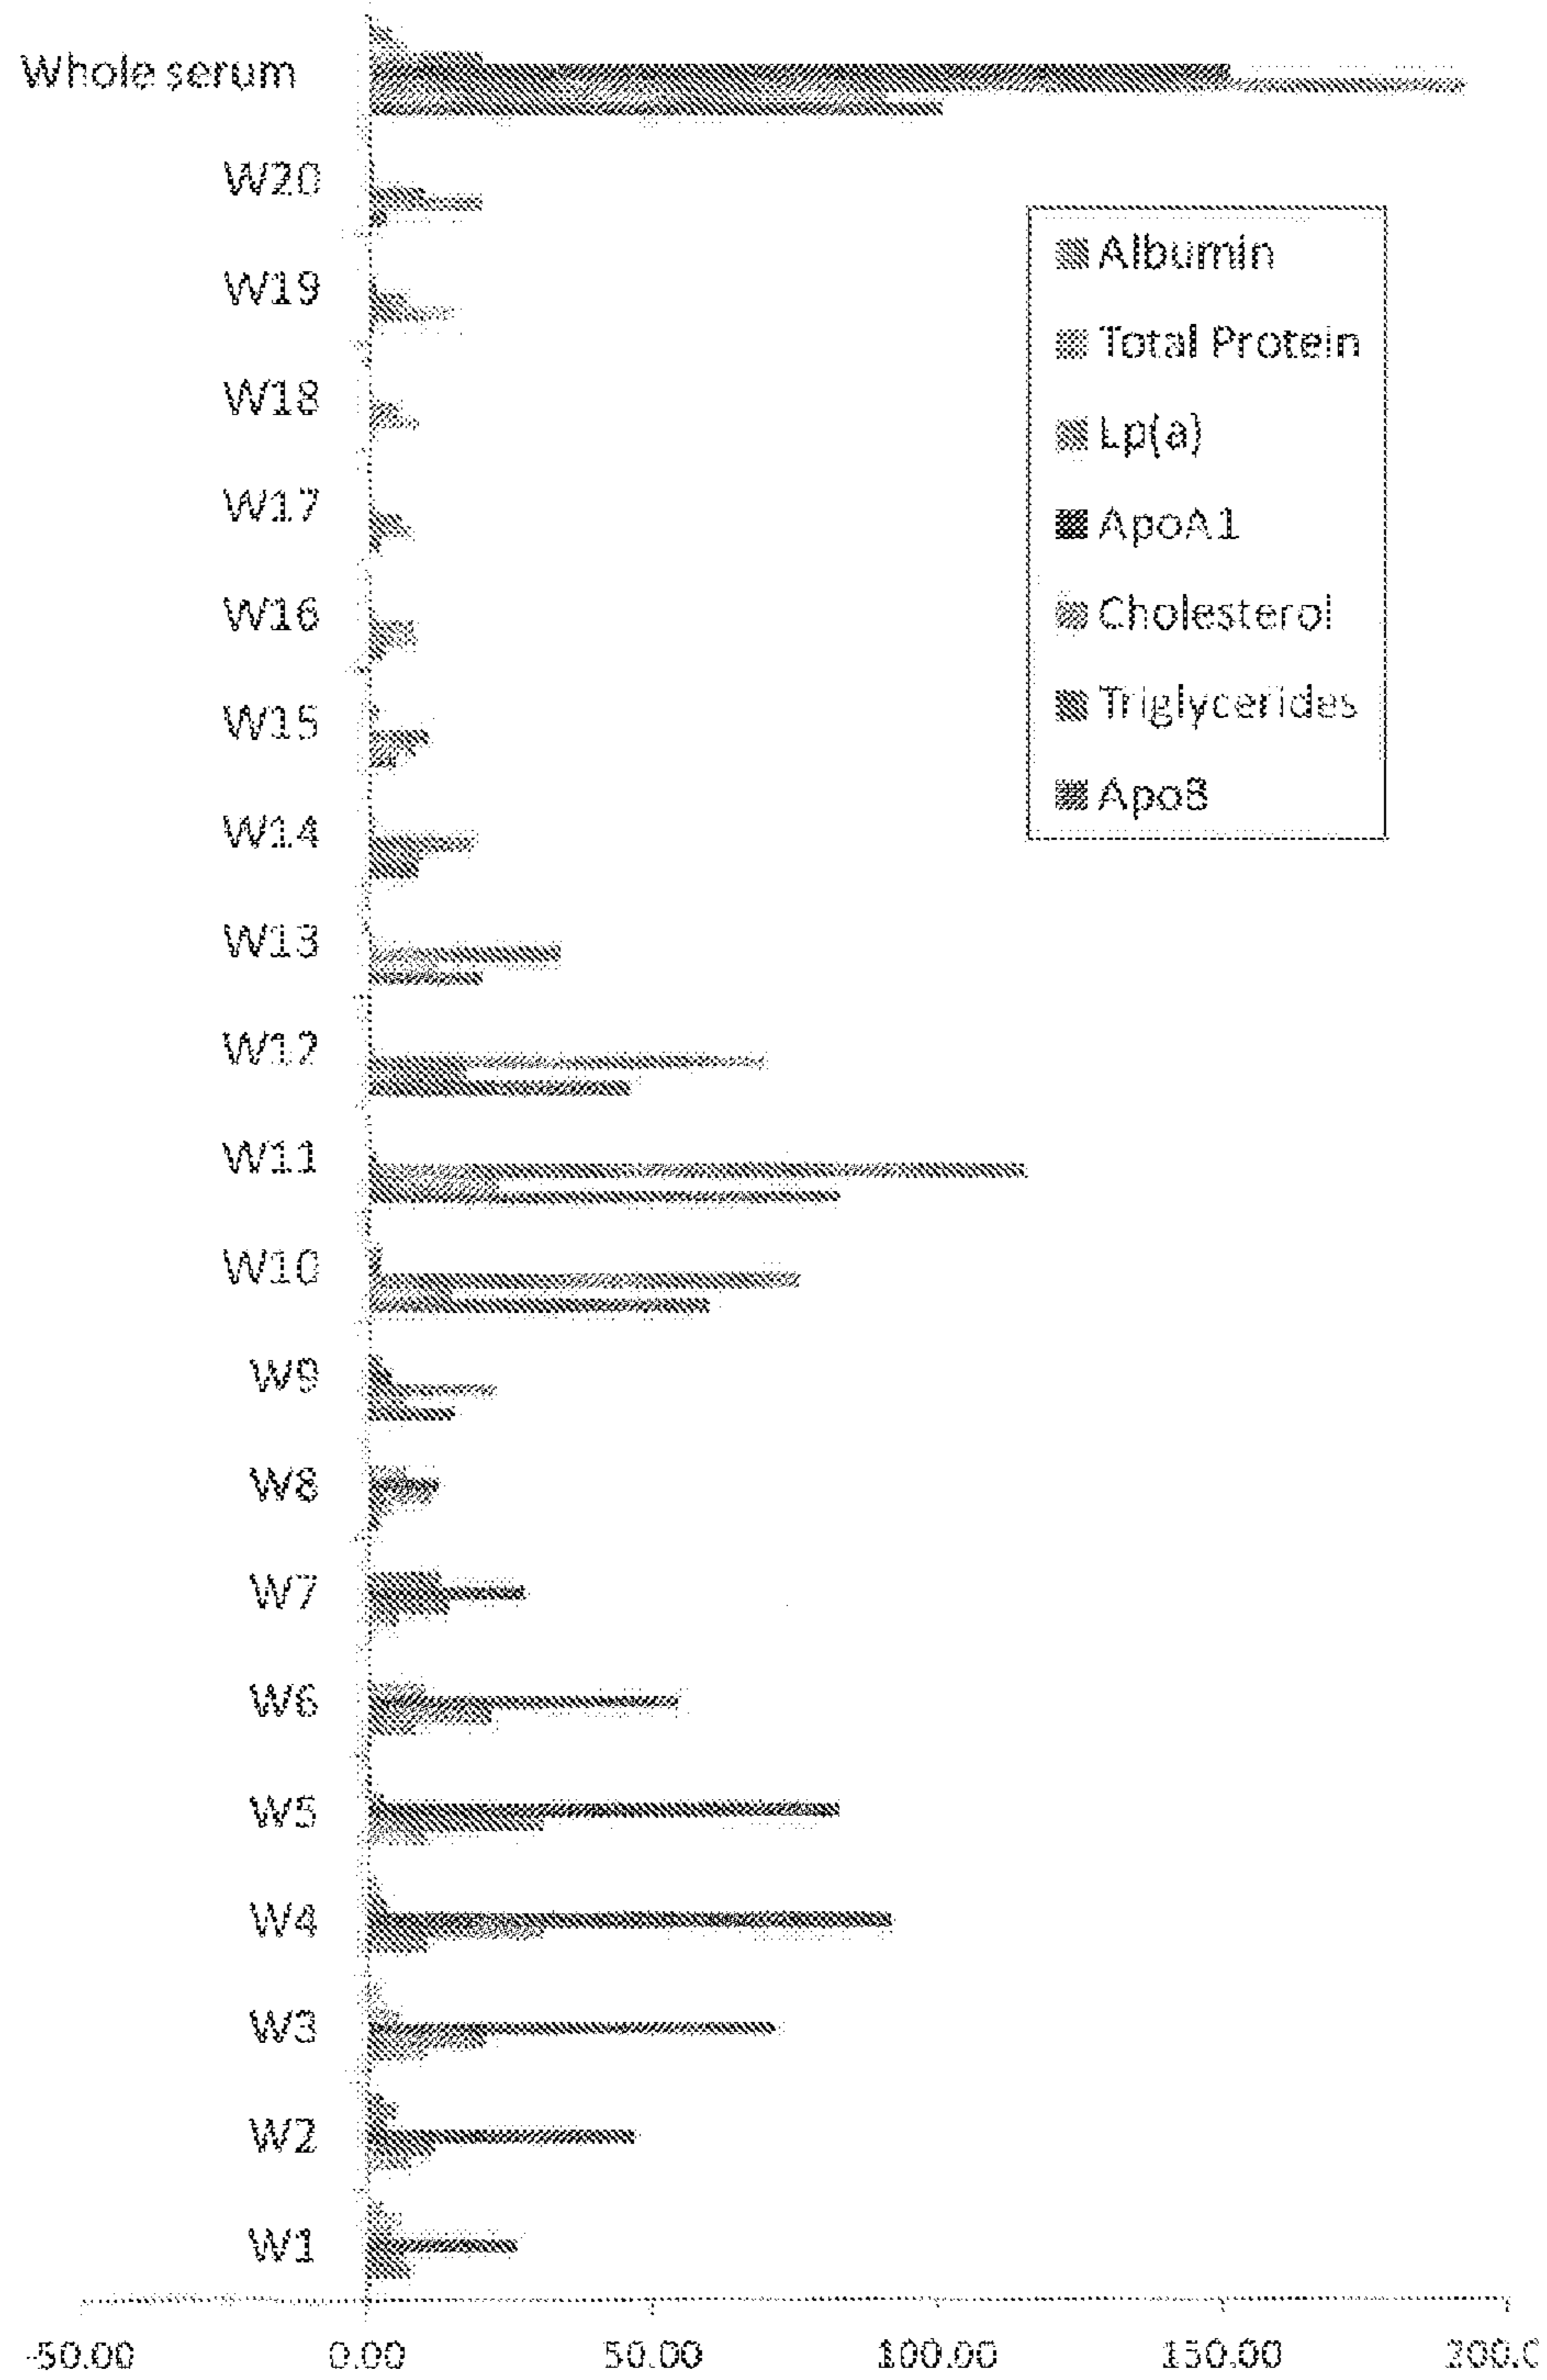 Whole serum
W20
W19
W18
W17
W16
W15
W14
W13
W12
W11
W10
W9
W8
W7
W6
W5
W4
W3
W2
W1
Albumin
Total Protein
Lp(a)
ApoA1
Cholesterol
Triglycerides
ApoB
-50.00 0.00 50.00 100.00 150.00 200.0